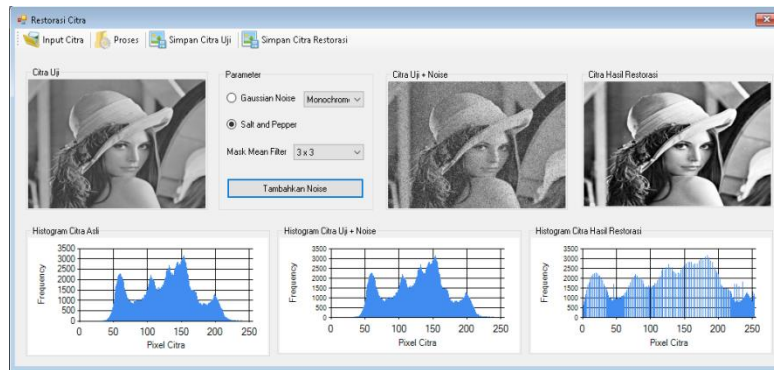 Restorasi Citra
Input Citra Proses Simpan Citra Uji Simpan Citra Restorasi
Citra Uji
Parameter
Gaussian Noise Monochrom
Salt and Pepper
Mask Mean Filter 3 x 3
Tambahkan Noise
Citra Uji + Noise
Citra Hasil Restorasi
Histogram Citra Asli
Frequency
3500
3000
2500
2000
1500
1000
500
0
0 50 100 150 200 250
Pixel Citra
Histogram Citra Uji + Noise
Frequency
3500
3000
2500
2000
1500
1000
500
0
0 50 100 150 200 250
Pixel Citra
Histogram Citra Hasil Restorasi
Frequency
3500
3000
2500
2000
1500
1000
500
0
0 50 100 150 200 250
Pixel Citra